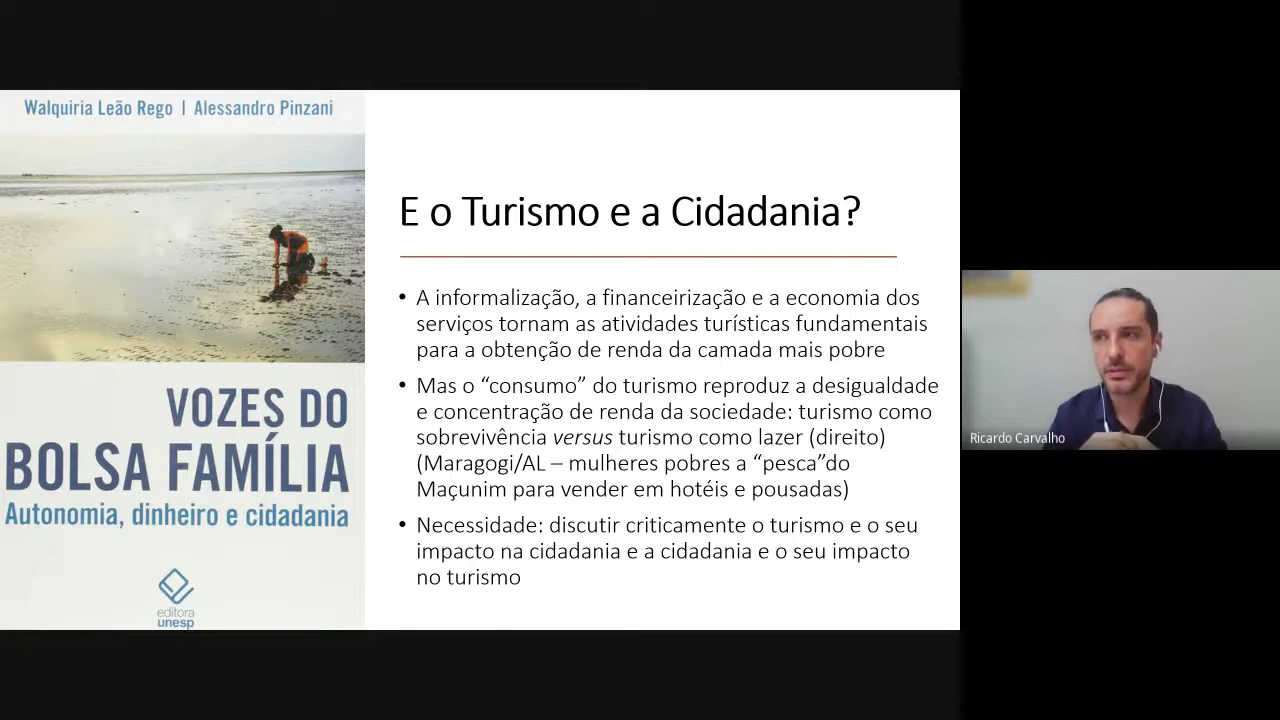 Walquiria Leão Rego | Alessandro Pinzani
VOZES DO
BOLSA FAMÍLIA
Autonomia, dinheiro e cidadania
editora
unesp
E o Turismo e a Cidadania?
• A informalização, a financeirização e a economia dos
serviços tornam as atividades turísticas fundamentais
para a obtenção de renda da camada mais pobre
• Mas o “consumo” do turismo reproduz a desigualdade
e concentração de renda da sociedade: turismo como
sobrevivência versus turismo como lazer (direito)
(Maragogi/AL – mulheres pobres a “pesca”do
Maçunim para vender em hotéis e pousadas)
• Necessidade: discutir criticamente o turismo e o seu
impacto na cidadania e a cidadania e o seu impacto
no turismo
Ricardo Carvalho